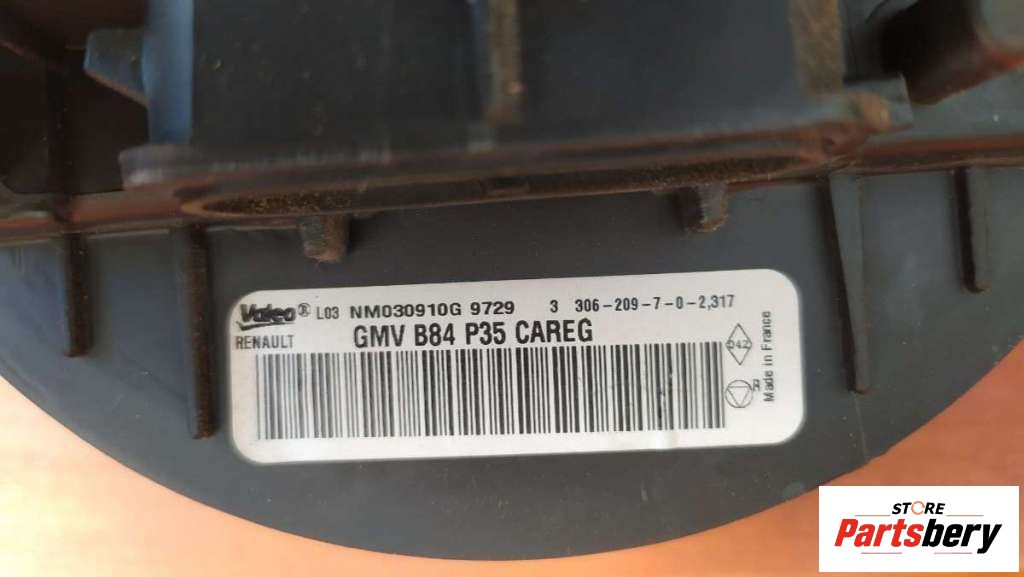 Valeo® L03 NM030910G 9729 3 306-209-7-0-2,317
RENAULT GMV B84 P35 CAREG
042
R
Made in France
STORE
Partsbery